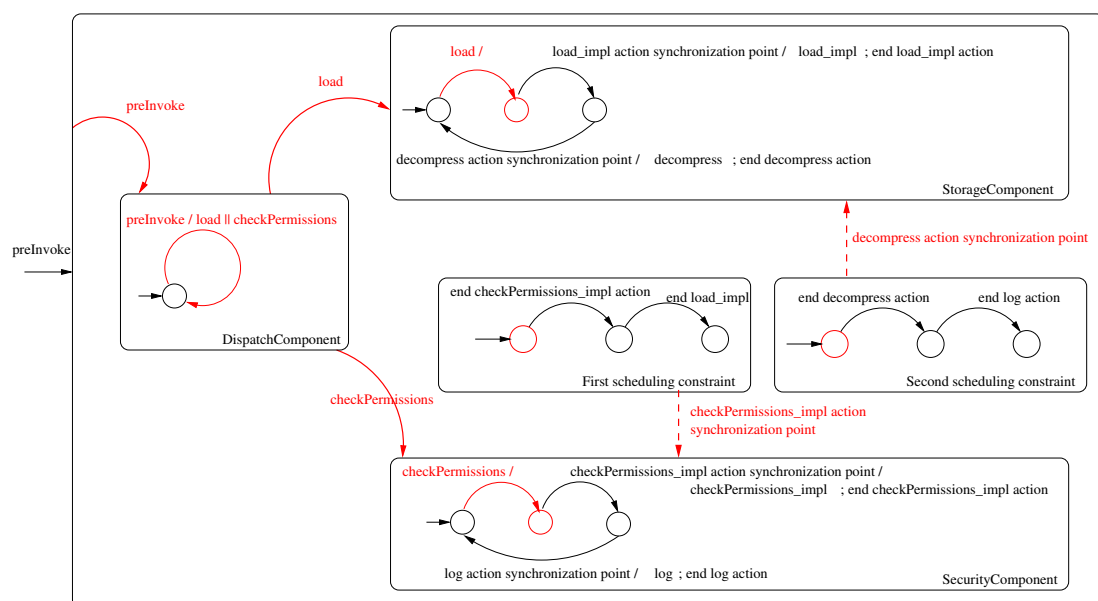 load /
load_impl action synchronization point /    load_impl  ; end load_impl action
load
preInvoke
decompress action synchronization point /   decompress  ; end decompress action
StorageComponent
preInvoke / load || checkPermissions
preInvoke
decompress action synchronization point
end checkPermissions_impl action
end load_impl
end decompress action
end log action
DispatchComponent
First scheduling constraint
Second scheduling constraint
checkPermissions
checkPermissions_impl action
synchronization point
checkPermissions /
checkPermissions_impl action synchronization point /
checkPermissions_impl   ; end checkPermissions_impl action
log action synchronization point /   log ; end log action
SecurityComponent